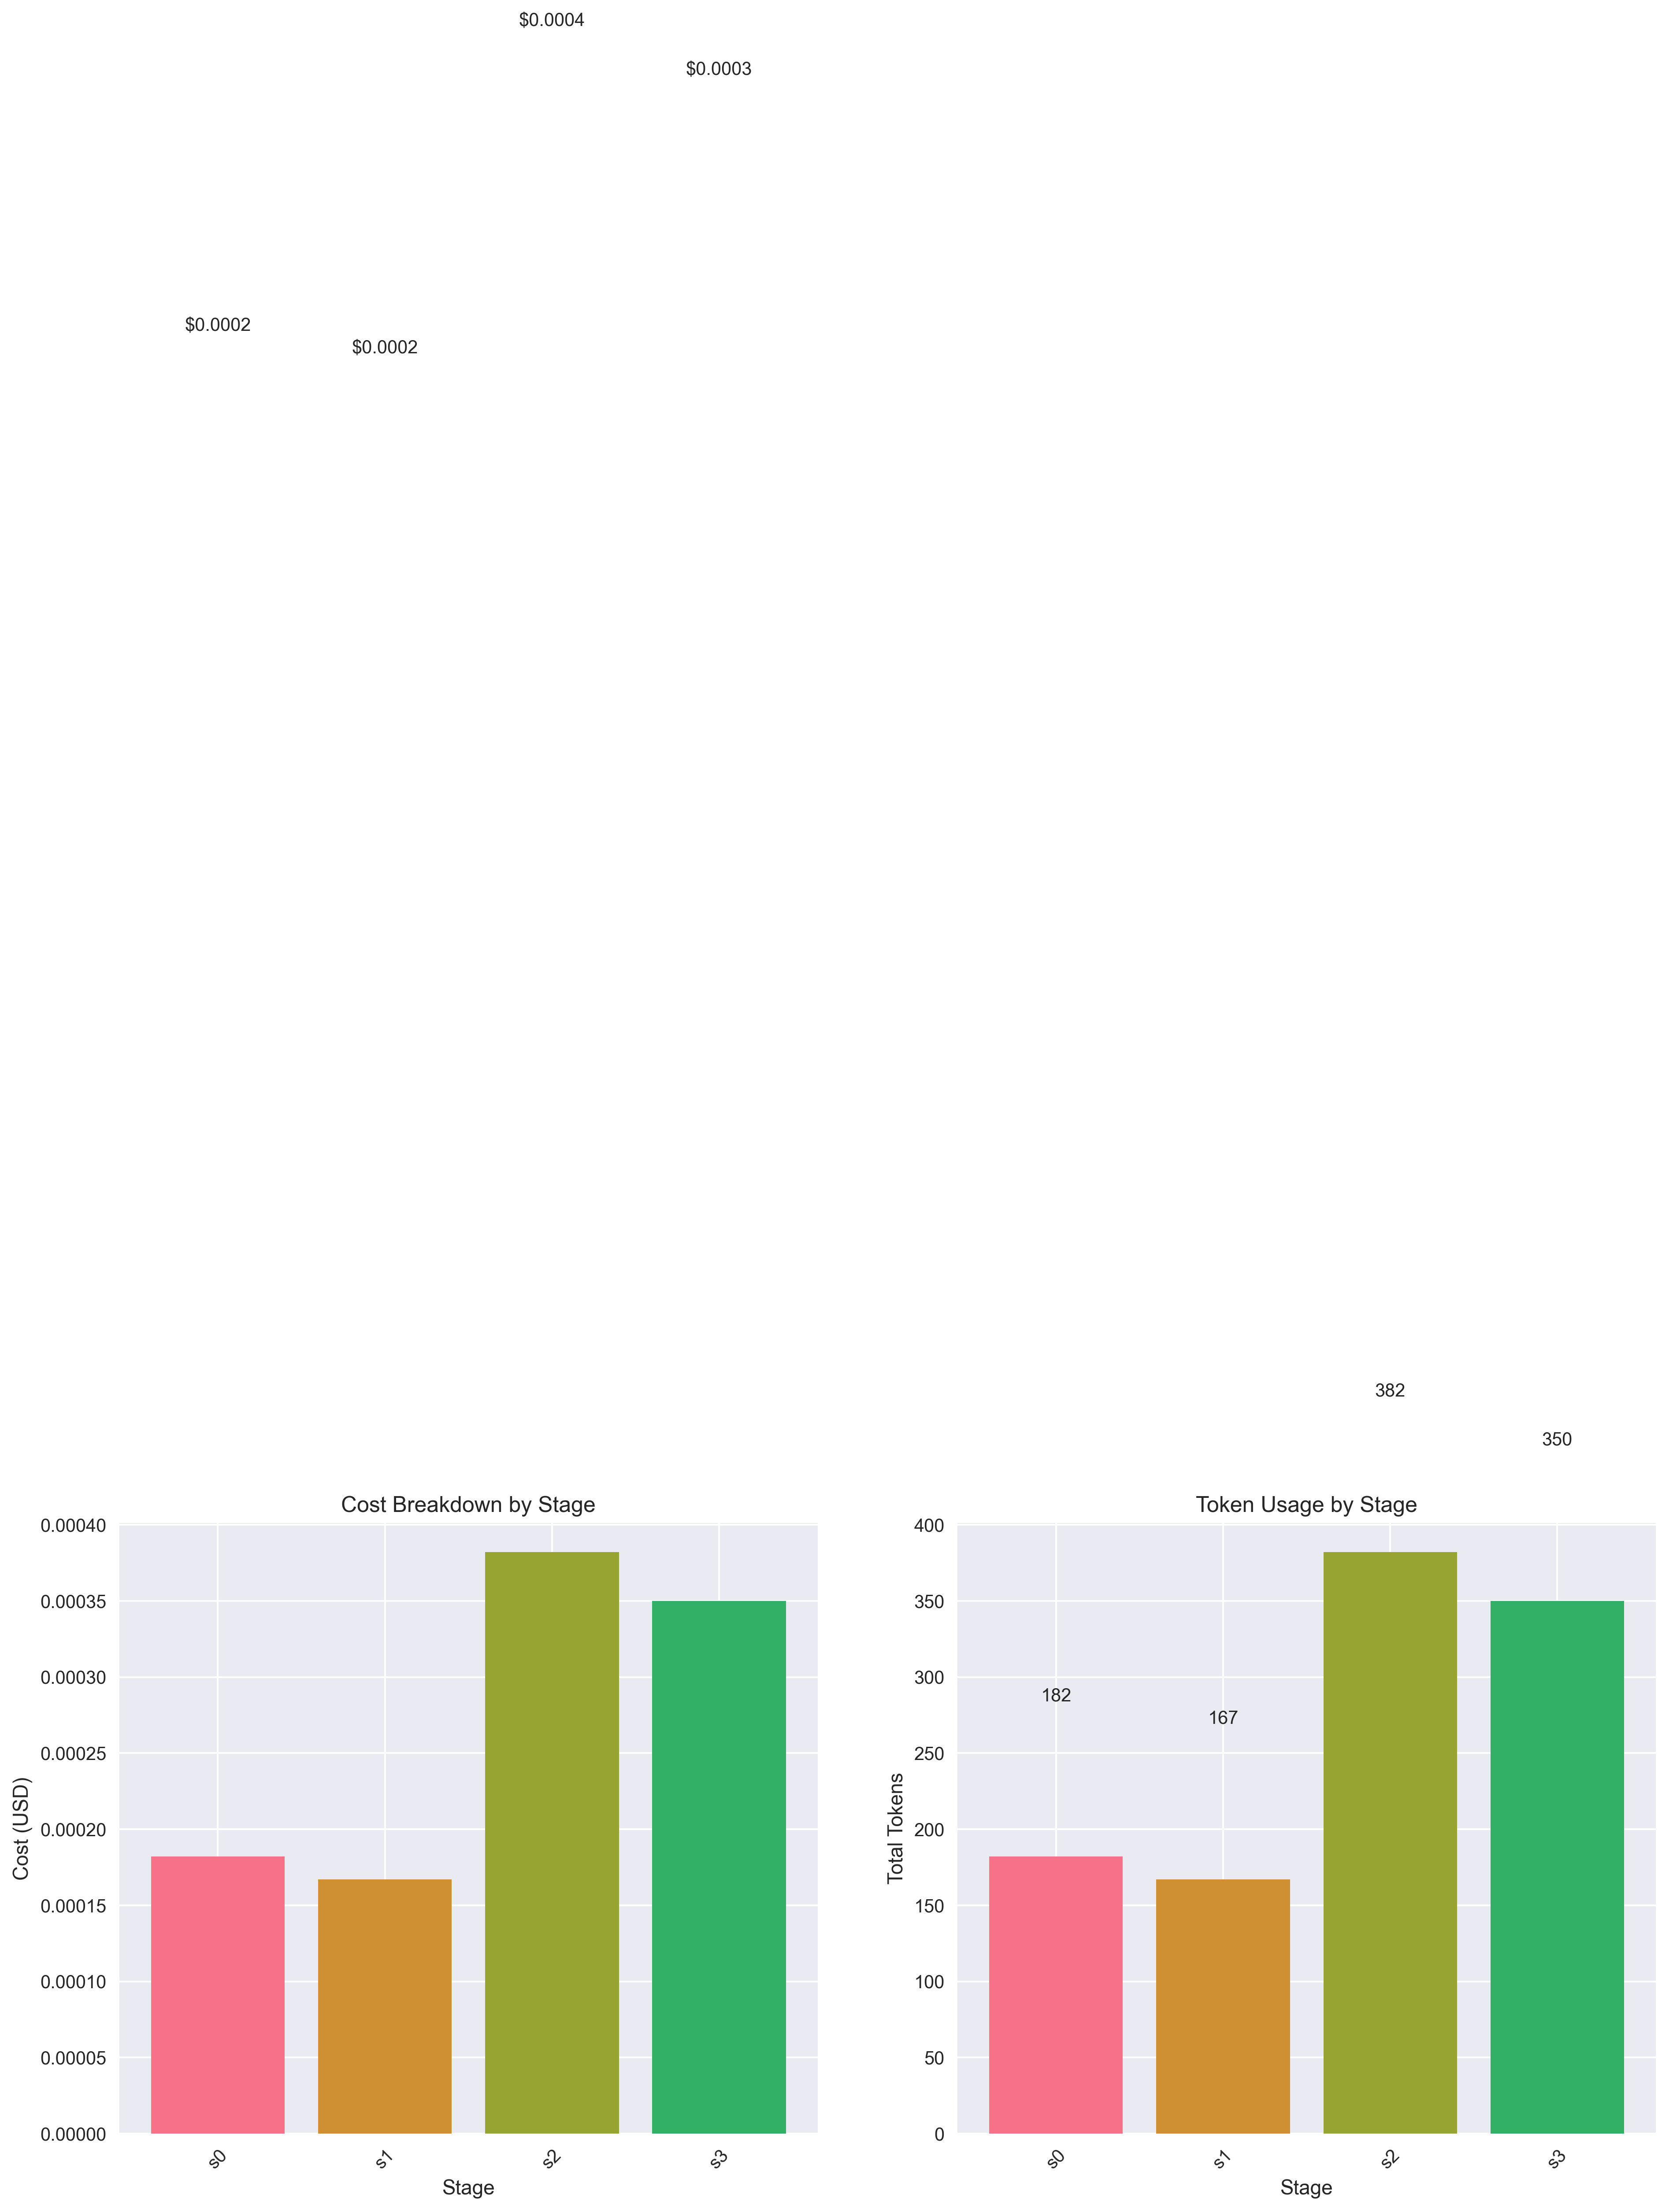 $0.0004
$0.0003
$0.0002
$0.0002
382
350
Cost Breakdown by Stage
0.00040
0.00035
0.00030
0.00025
0.00020
0.00015
0.00010
0.00005
0.00000
Cost (USD)
s0
s1
s2
s3
Stage
Token Usage by Stage
400
350
300
250
200
150
100
50
0
Total Tokens
182
167
s0
s1
s2
s3
Stage